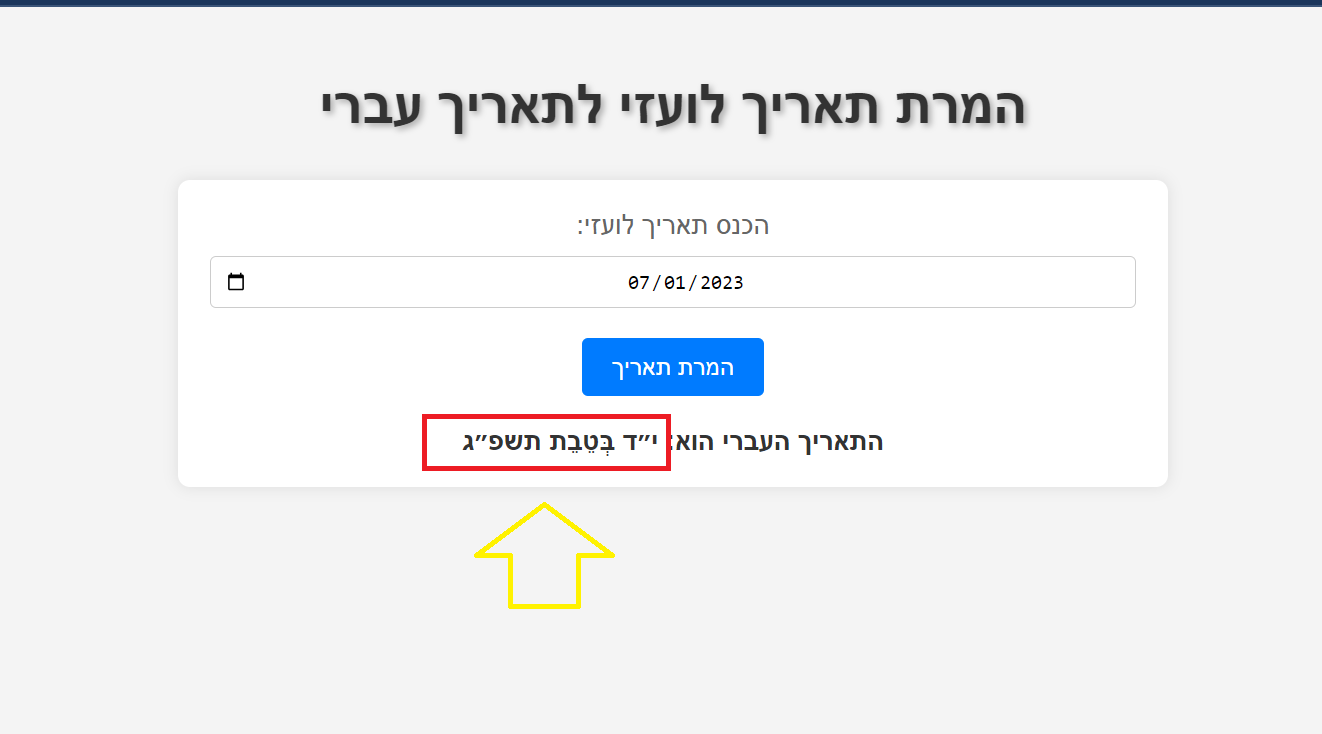 המרת תאריך לועזי לתאריך עברי
הכנס תאריך לועזי:
07/01/2023
המרת תאריך
התאריך העברי הוא: י״ד בְּטֵבֵת תשפ״ג